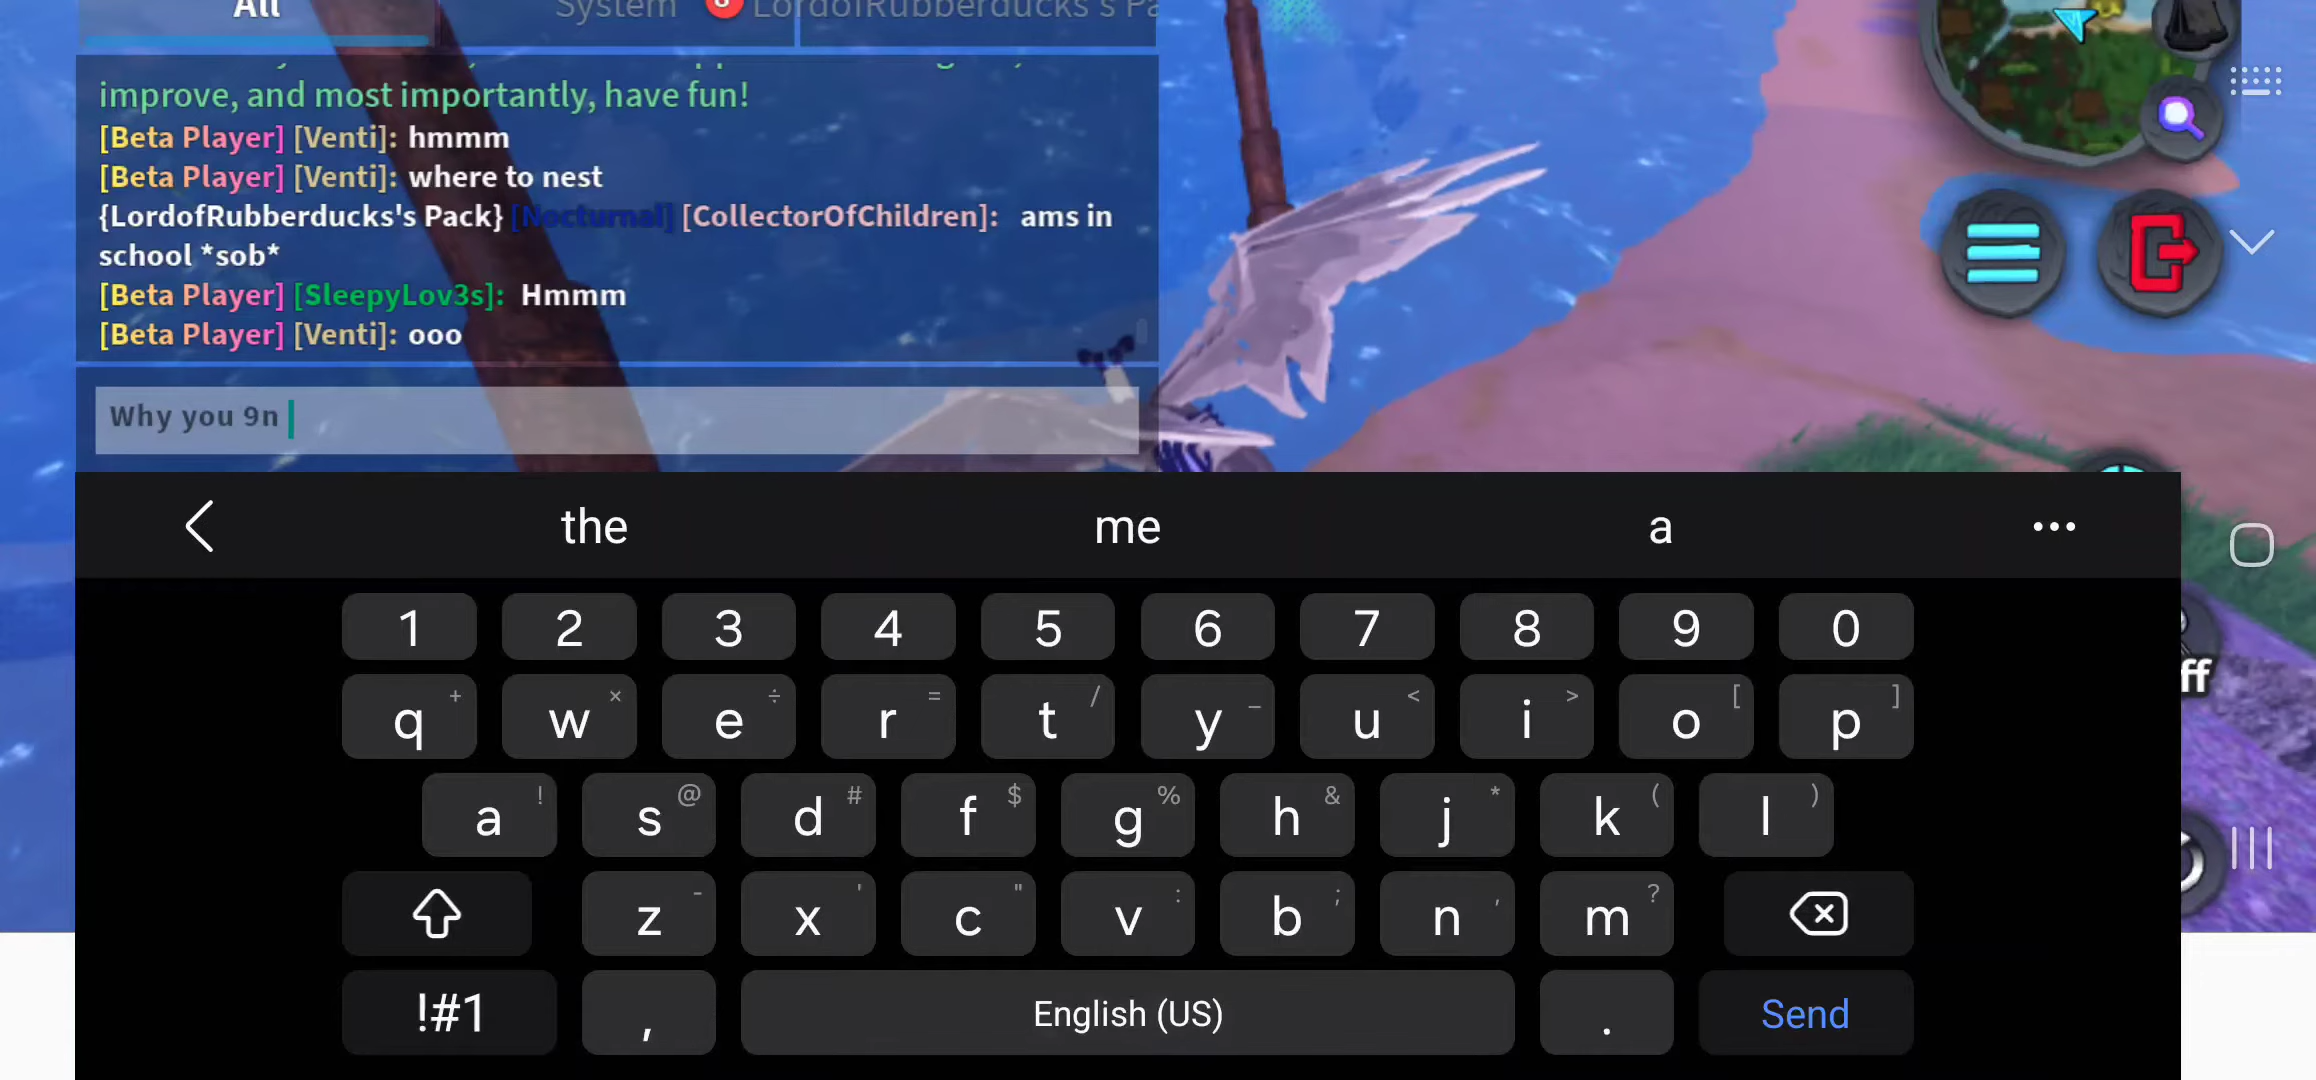 All System LordofRubberducks's Pa
improve, and most importantly, have fun!
[Beta Player] [Venti]: hmmm
[Beta Player] [Venti]: where to nest
{LordofRubberducks's Pack} [Nocturnal] [CollectorOfChildren]: ams in
school *sob*
[Beta Player] [SleepyLov3s]: Hmmm
[Beta Player] [Venti]: ooo
Why you 9n
the me a
1 2 3 4 5 6 7 8 9 0
q + w × e ÷ r = t / y _ u < i > o [ p ]
a ! s @ d # f $ g % h & j * k ( l )
z - x ' c " v : b ; n , m ?
!#1 , English (US) . Send
ff